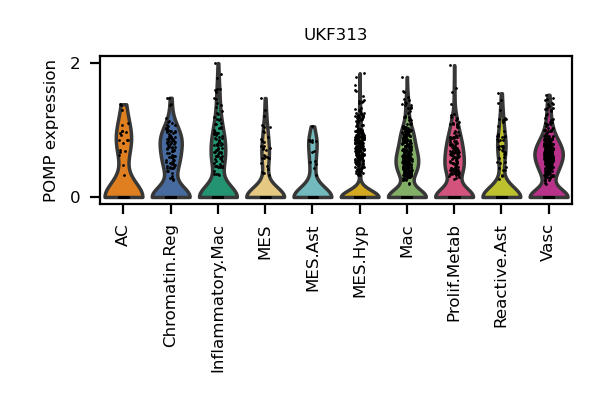 UKF313
POMP expression
2
0
AC
Chromatin.Reg
Inflammatory.Mac
MES
MES.Ast
MES.Hyp
Mac
Prolif.Metab
Reactive.Ast
Vasc